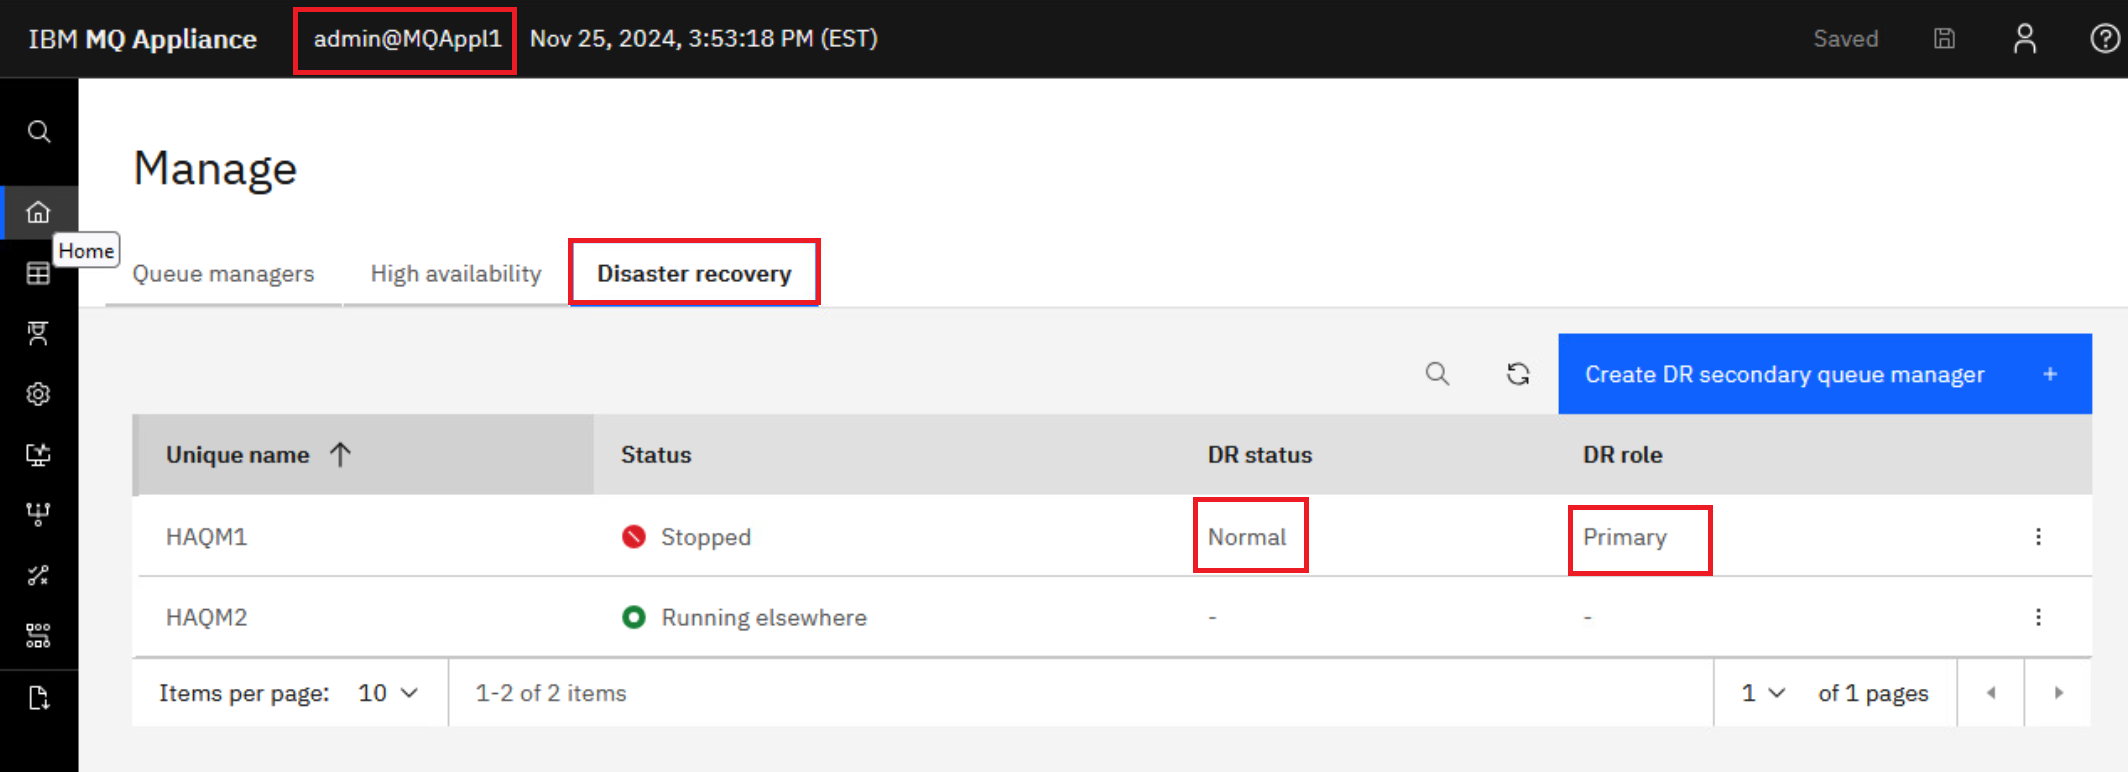 IBM MQ Appliance admin@MQAppl1 Nov 25, 2024, 3:53:18 PM (EST) Saved
Manage
Home
Queue managers High availability Disaster recovery
Create DR secondary queue manager +
Unique name ↑ Status DR status DR role
HAQM1 Stopped Normal Primary
HAQM2 Running elsewhere - -
Items per page: 10 1-2 of 2 items 1 of 1 pages